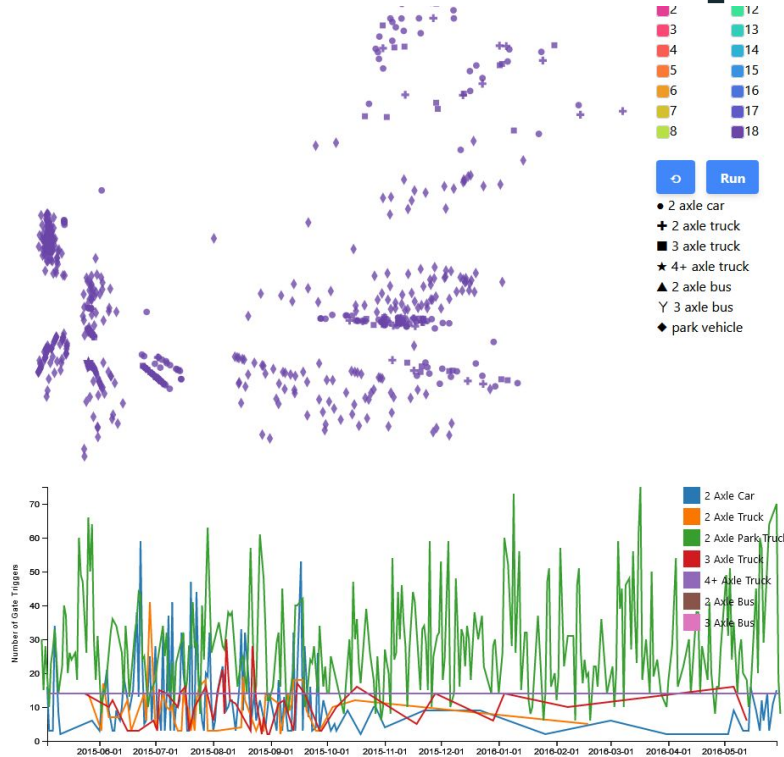 2 12
3 13
4 14
5 15
6 16
7 17
8 18
Run
2 axle car
2 axle truck
3 axle truck
4+ axle truck
2 axle bus
3 axle bus
park vehicle
Number of Gate Triggers
70
60
50
40
30
20
10
0
2 Axle Car
2 Axle Truck
2 Axle Park Truck
3 Axle Truck
4+ Axle Truck
2 Axle Bus
3 Axle Bus
2015-06-01 2015-07-01 2015-08-01 2015-09-01 2015-10-01 2015-11-01 2015-12-01 2016-01-01 2016-02-01 2016-03-01 2016-04-01 2016-05-01